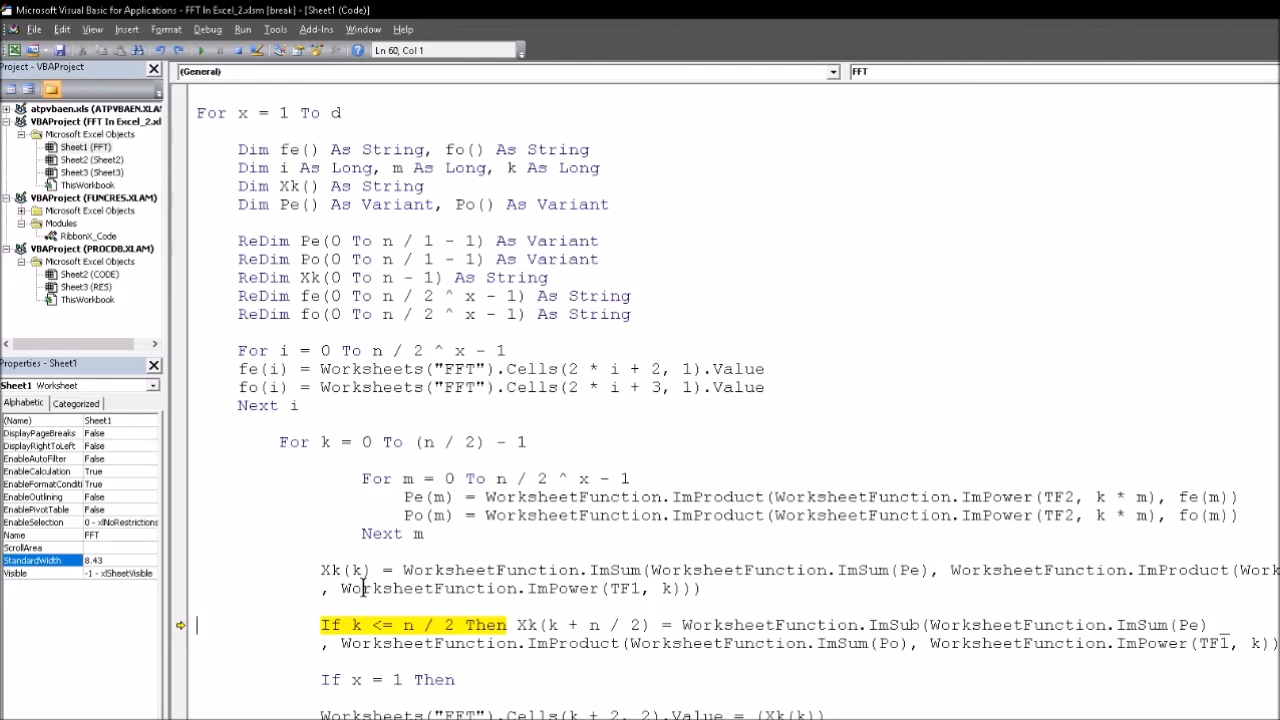 Microsoft Visual Basic for Applications - FFT In Excel_2.xlsm [break] - [Sheet1 (Code)]
File Edit View Insert Format Debug Run Tools Add-Ins Window Help
Ln 60, Col 1
Project - VBAProject
(General) FFT
atpvbaen.xls (ATPVBAEN.XLAM
VBAProject (FFT In Excel_2.xl
Microsoft Excel Objects
Sheet1 (FFT)
Sheet2 (Sheet2)
Sheet3 (Sheet3)
ThisWorkbook
VBAProject (FUNCRES.XLAM)
Microsoft Excel Objects
Modules
RibbonX_Code
VBAProject (PROCDB.XLAM)
Microsoft Excel Objects
Sheet2 (CODE)
Sheet3 (RES)
ThisWorkbook
Properties - Sheet1
Sheet1 Worksheet
Alphabetic Categorized
(Name) Sheet1
DisplayPageBreaks False
DisplayRightToLeft False
EnableAutoFilter False
EnableCalculation True
EnableFormatConditi True
EnableOutlining False
EnablePivotTable False
EnableSelection 0 - xlNoRestrictions
Name FFT
ScrollArea
StandardWidth 8.43
Visible -1 - xlSheetVisible
For x = 1 To d
Dim fe() As String, fo() As String
Dim i As Long, m As Long, k As Long
Dim Xk() As String
Dim Pe() As Variant, Po() As Variant
ReDim Pe(0 To n / 1 - 1) As Variant
ReDim Po(0 To n / 1 - 1) As Variant
ReDim Xk(0 To n - 1) As String
ReDim fe(0 To n / 2 ^ x - 1) As String
ReDim fo(0 To n / 2 ^ x - 1) As String
For i = 0 To n / 2 ^ x - 1
fe(i) = Worksheets("FFT").Cells(2 * i + 2, 1).Value
fo(i) = Worksheets("FFT").Cells(2 * i + 3, 1).Value
Next i
For k = 0 To (n / 2) - 1
For m = 0 To n / 2 ^ x - 1
Pe(m) = WorksheetFunction.ImProduct(WorksheetFunction.ImPower(TF2, k * m), fe(m))
Po(m) = WorksheetFunction.ImProduct(WorksheetFunction.ImPower(TF2, k * m), fo(m))
Next m
Xk(k) = WorksheetFunction.ImSum(WorksheetFunction.ImSum(Pe), WorksheetFunction.ImProduct(Work
, WorksheetFunction.ImPower(TF1, k)))
If k <= n / 2 Then Xk(k + n / 2) = WorksheetFunction.ImSub(WorksheetFunction.ImSum(Pe) _
, WorksheetFunction.ImProduct(WorksheetFunction.ImSum(Po), WorksheetFunction.ImPower(TF1, k))
If x = 1 Then
Worksheets("FFT").Cells(k + 2, 2).Value = (Xk(k))